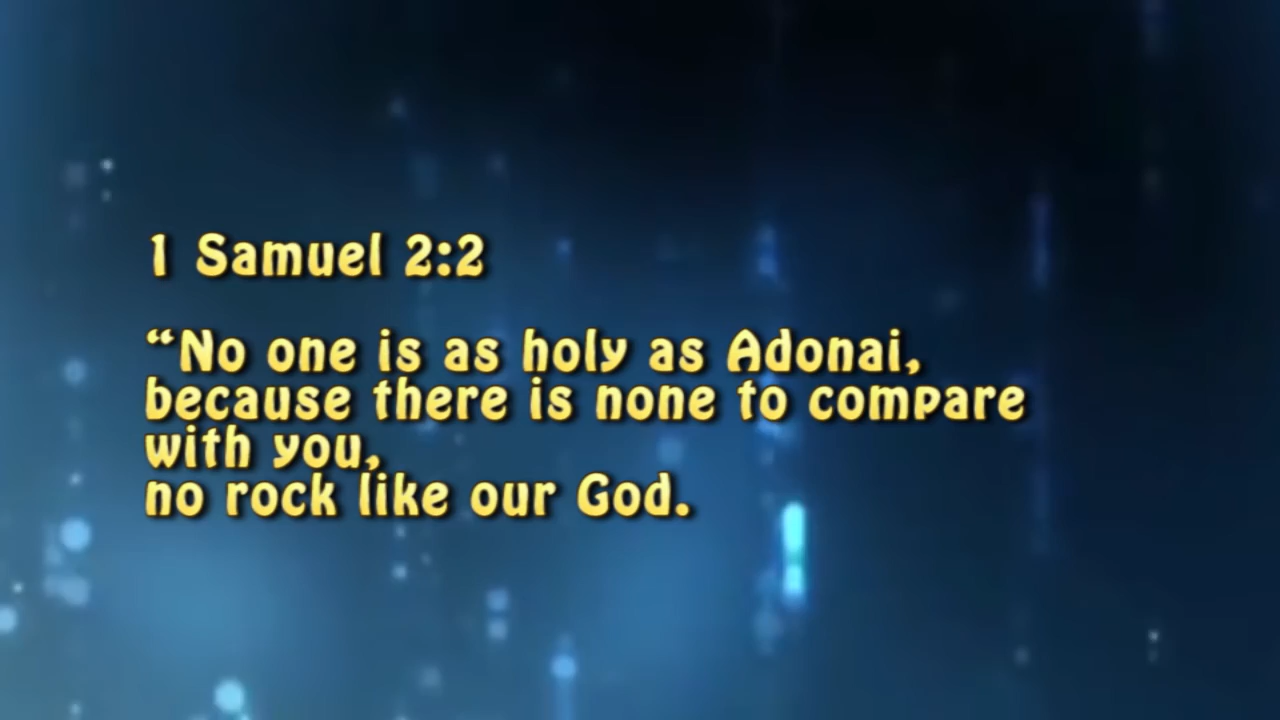 1 Samuel 2:2
“No one is as holy as Adonai,
because there is none to compare
with you,
no rock like our God.